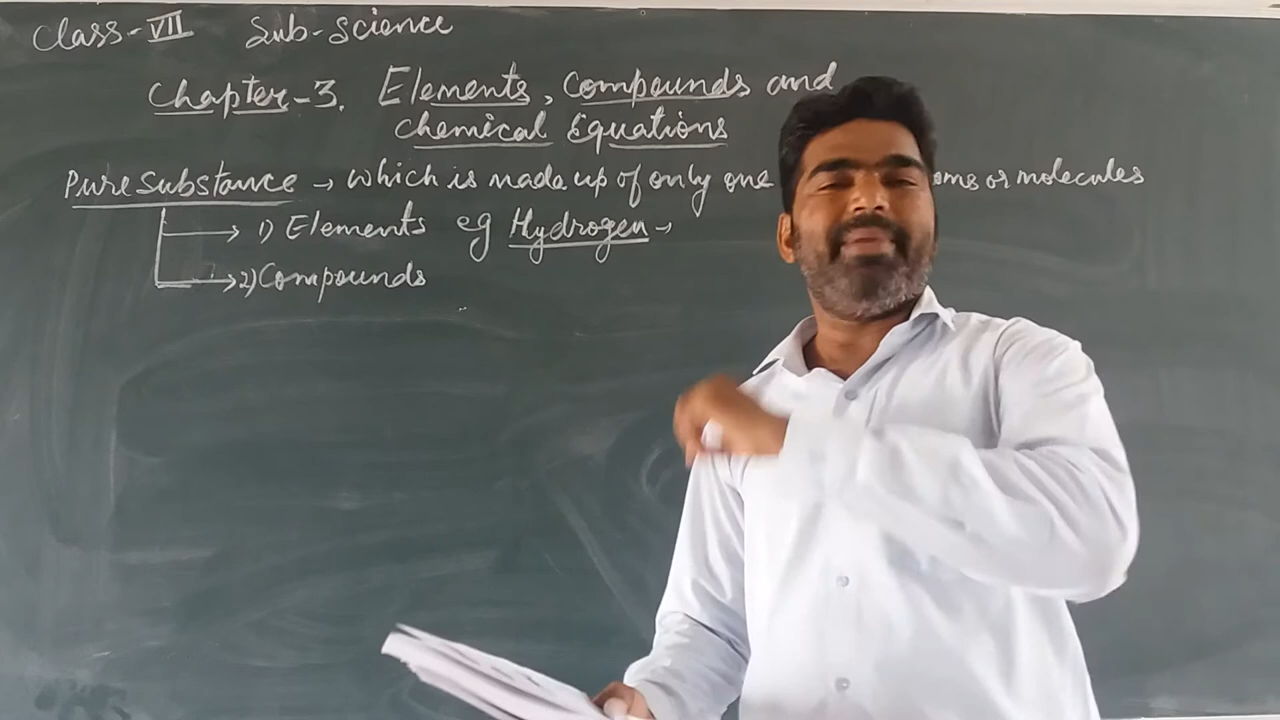 Class-VII Sub-Science
Chapter-3. Elements, Compounds and
Chemical Equations
Pure Substance → which is made up of only one oms or molecules
1) Elements eg Hydrogen →
2) Compounds